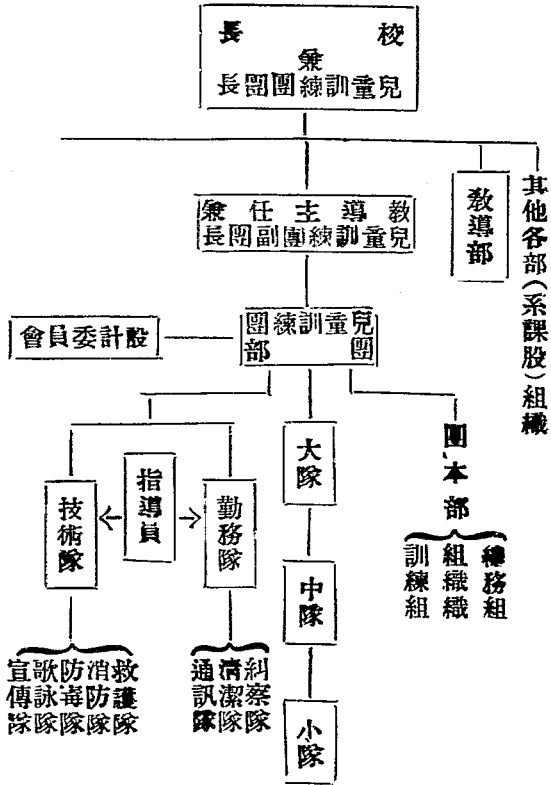 校長
兼
兒童訓練團團長
其他各部(系課股)組織
教導部
教導主任兼
兒童訓練團副團長
兒童訓練團
團部
設計委員會
團本部
總務組
組織織
訓練組
大隊
中隊
小隊
指導員
勤務隊
糾察隊
清潔隊
通訊隊
技術隊
救護隊
消防隊
防毒隊
歌詠隊
宣傳隊